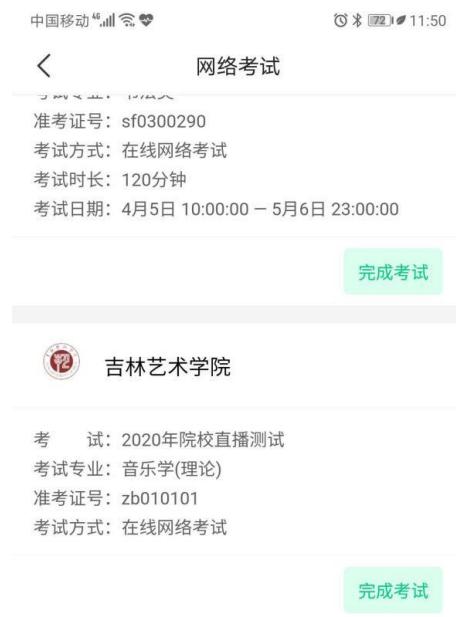 中国移动 46 72 11:50
网络考试
准考证号：sf0300290
考试方式：在线网络考试
考试时长：120分钟
考试日期：4月5日 10:00:00 — 5月6日 23:00:00
完成考试
吉林艺术学院
考 试：2020年院校直播测试
考试专业：音乐学(理论)
准考证号：zb010101
考试方式：在线网络考试
完成考试